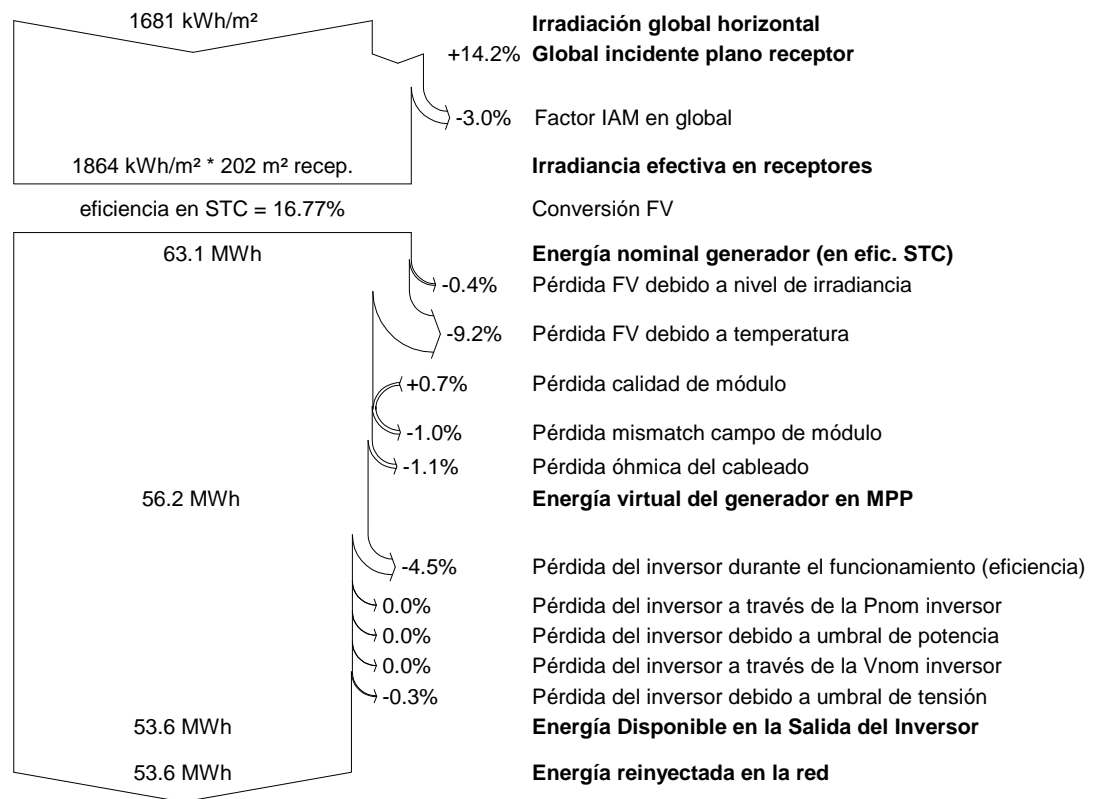 1681 kWh/m² Irradiación global horizontal
+14.2% Global incidente plano receptor
-3.0% Factor IAM en global
1864 kWh/m² * 202 m² recep. Irradiancia efectiva en receptores
eficiencia en STC = 16.77% Conversión FV
63.1 MWh Energía nominal generador (en efic. STC)
-0.4% Pérdida FV debido a nivel de irradiancia
-9.2% Pérdida FV debido a temperatura
+0.7% Pérdida calidad de módulo
-1.0% Pérdida mismatch campo de módulo
-1.1% Pérdida óhmica del cableado
56.2 MWh Energía virtual del generador en MPP
-4.5% Pérdida del inversor durante el funcionamiento (eficiencia)
0.0% Pérdida del inversor a través de la Pnom inversor
0.0% Pérdida del inversor debido a umbral de potencia
0.0% Pérdida del inversor a través de la Vnom inversor
-0.3% Pérdida del inversor debido a umbral de tensión
53.6 MWh Energía Disponible en la Salida del Inversor
53.6 MWh Energía reinyectada en la red